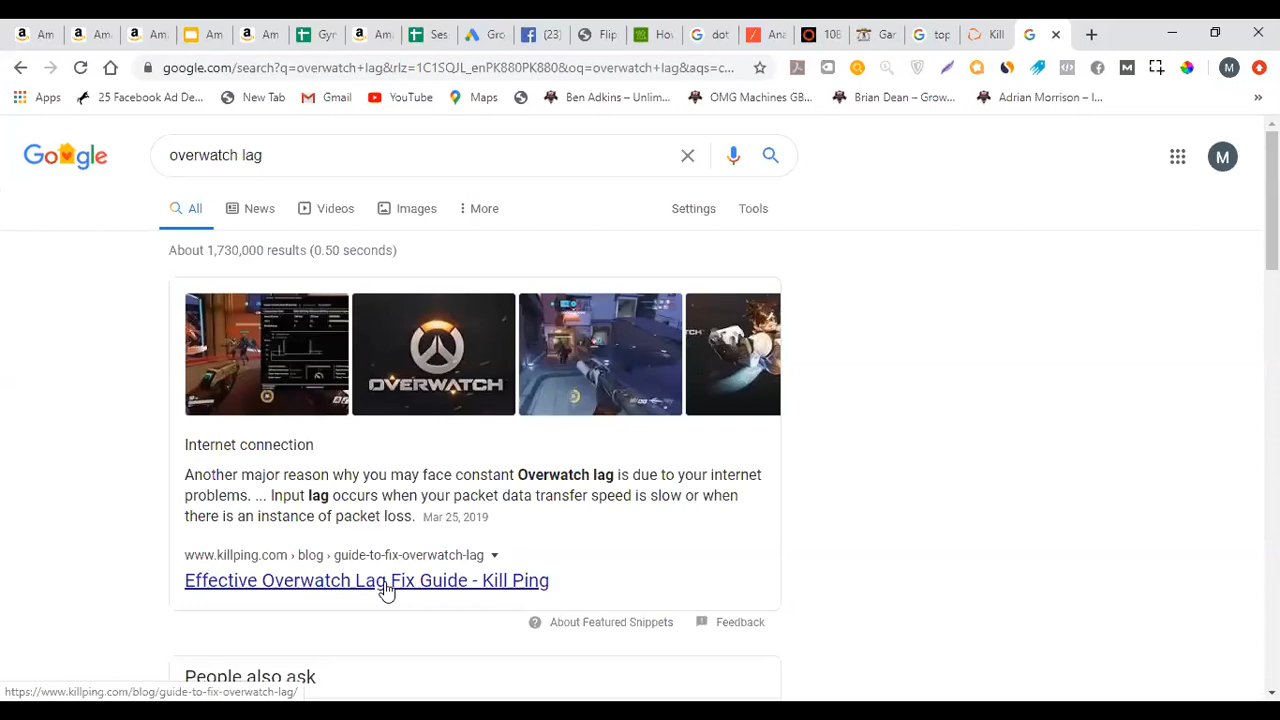 Am
Am
Am
Am
Am
Gyn
Am
Ses
Gro
(23)
Flip
Hov
dot
Ana
10E
Gar
top
Kill
google.com/search?q=overwatch+lag&rlz=1C1SQJL_enPK880PK880&oq=overwatch+lag&aqs=c...
M
Apps
25 Facebook Ad De...
New Tab
Gmail
YouTube
Maps
Ben Adkins – Unlim...
OMG Machines GB...
Brian Dean – Grow...
Adrian Morrison – I...
»
Google
overwatch lag
M
All
News
Videos
Images
More
Settings
Tools
About 1,730,000 results (0.50 seconds)
OVERWATCH
Internet connection
Another major reason why you may face constant Overwatch lag is due to your internet
problems. ... Input lag occurs when your packet data transfer speed is slow or when
there is an instance of packet loss. Mar 25, 2019
www.killping.com › blog › guide-to-fix-overwatch-lag
Effective Overwatch Lag Fix Guide - Kill Ping
About Featured Snippets
Feedback
People also ask
https://www.killping.com/blog/guide-to-fix-overwatch-lag/